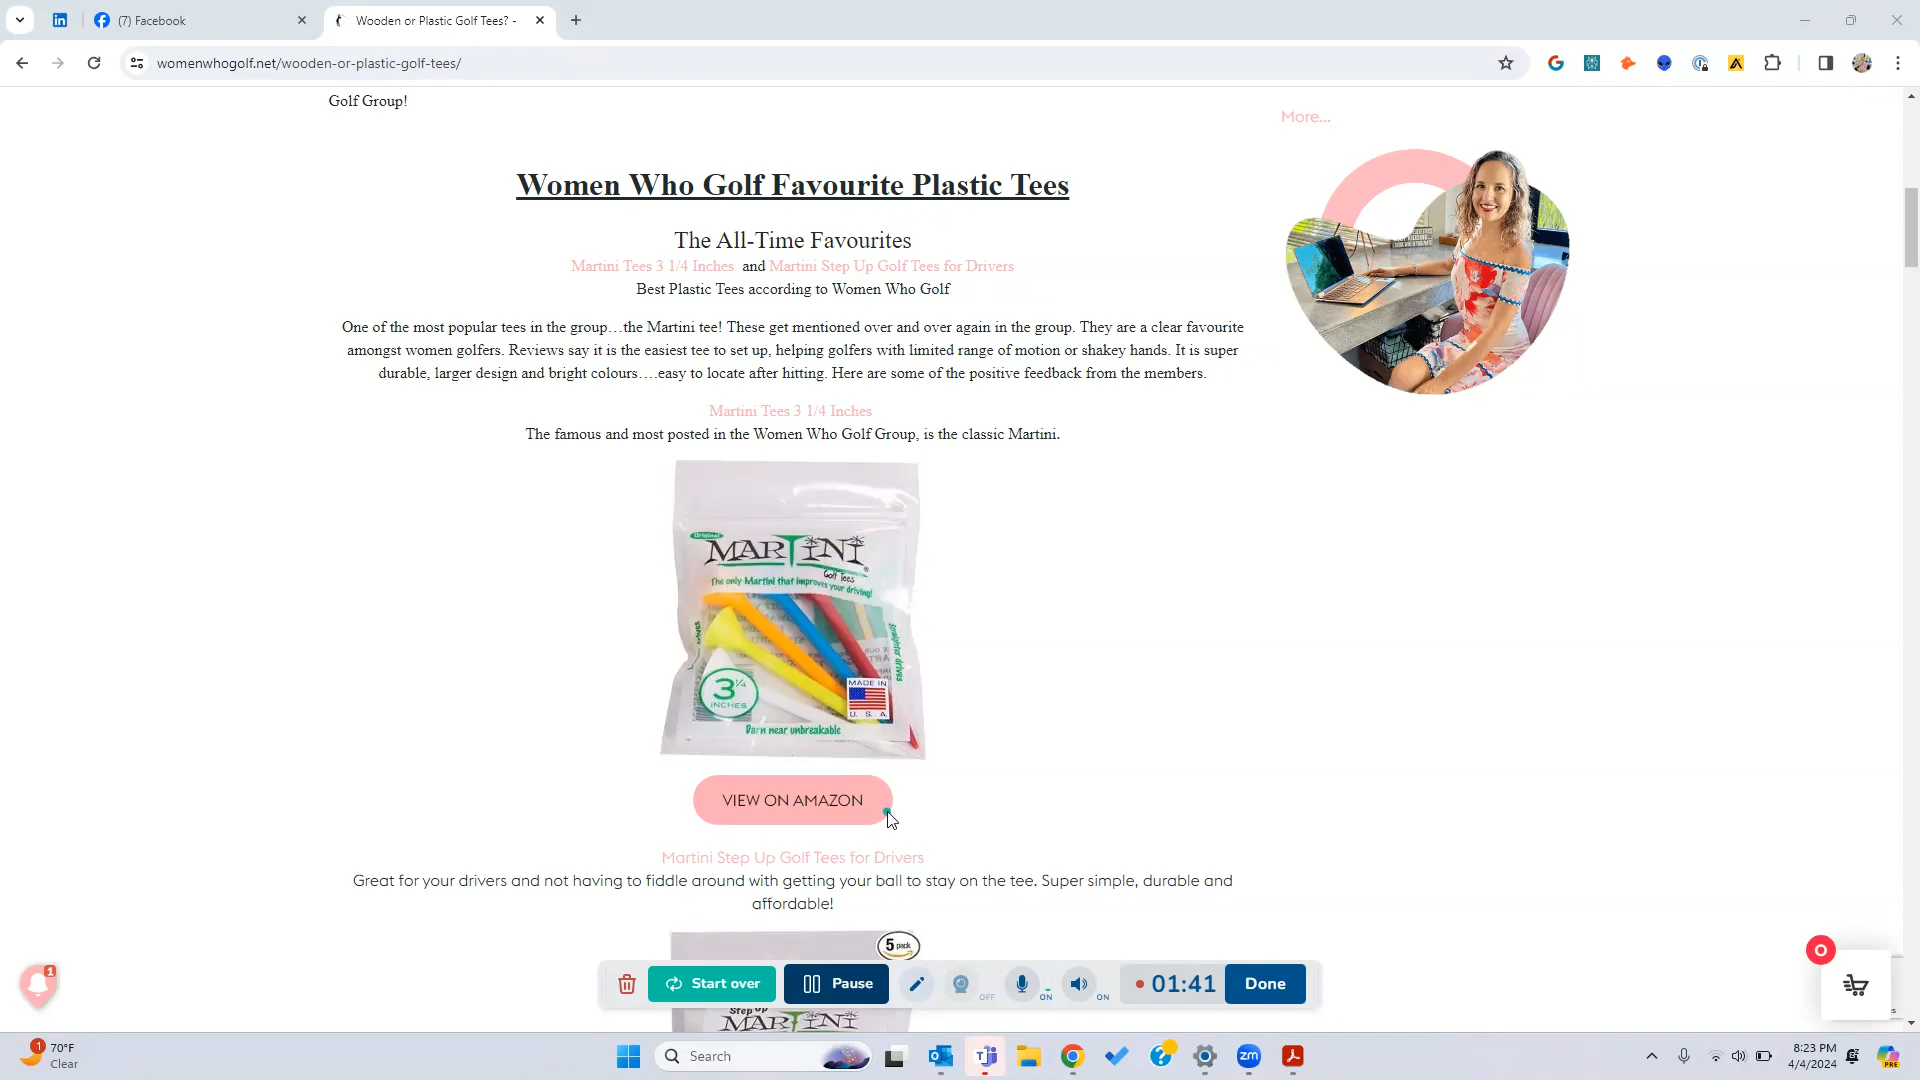 (7) Facebook
Wooden or Plastic Golf Tees? -
womenwhogolf.net/wooden-or-plastic-golf-tees/
Golf Group!
More...
Women Who Golf Favourite Plastic Tees
The All-Time Favourites
Martini Tees 3 1/4 Inches and Martini Step Up Golf Tees for Drivers
Best Plastic Tees according to Women Who Golf
One of the most popular tees in the group…the Martini tee! These get mentioned over and over again in the group. They are a clear favourite
amongst women golfers. Reviews say it is the easiest tee to set up, helping golfers with limited range of motion or shakey hands. It is super
durable, larger design and bright colours….easy to locate after hitting. Here are some of the positive feedback from the members.
Martini Tees 3 1/4 Inches
The famous and most posted in the Women Who Golf Group, is the classic Martini.
Original
MARTINI
Golf Tees
The only Martini that improves your driving!
Straighter drives
3 1/4
INCHES
MADE IN
U. S. A.
Darn near unbreakable
VIEW ON AMAZON
Martini Step Up Golf Tees for Drivers
Great for your drivers and not having to fiddle around with getting your ball to stay on the tee. Super simple, durable and
affordable!
5 pack
Step Up
MARTINI
1
0
Start over
Pause
OFF
ON
ON
01:41
Done
1
70°F
Clear
Search
zm
8:23 PM
4/4/2024
PRE